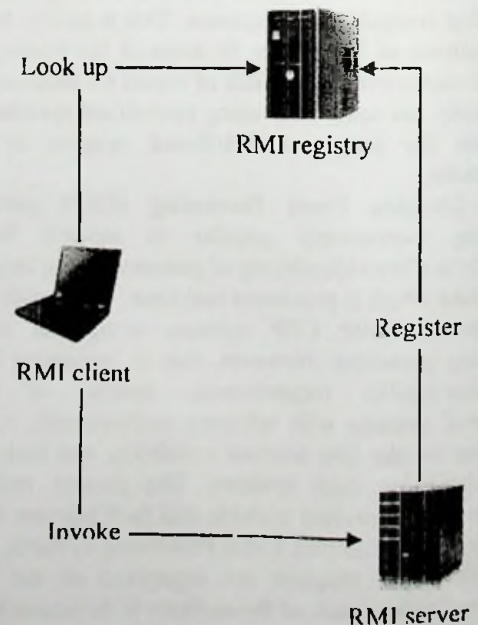 Look up
RMI registry
RMI client
Register
Invoke
RMI server